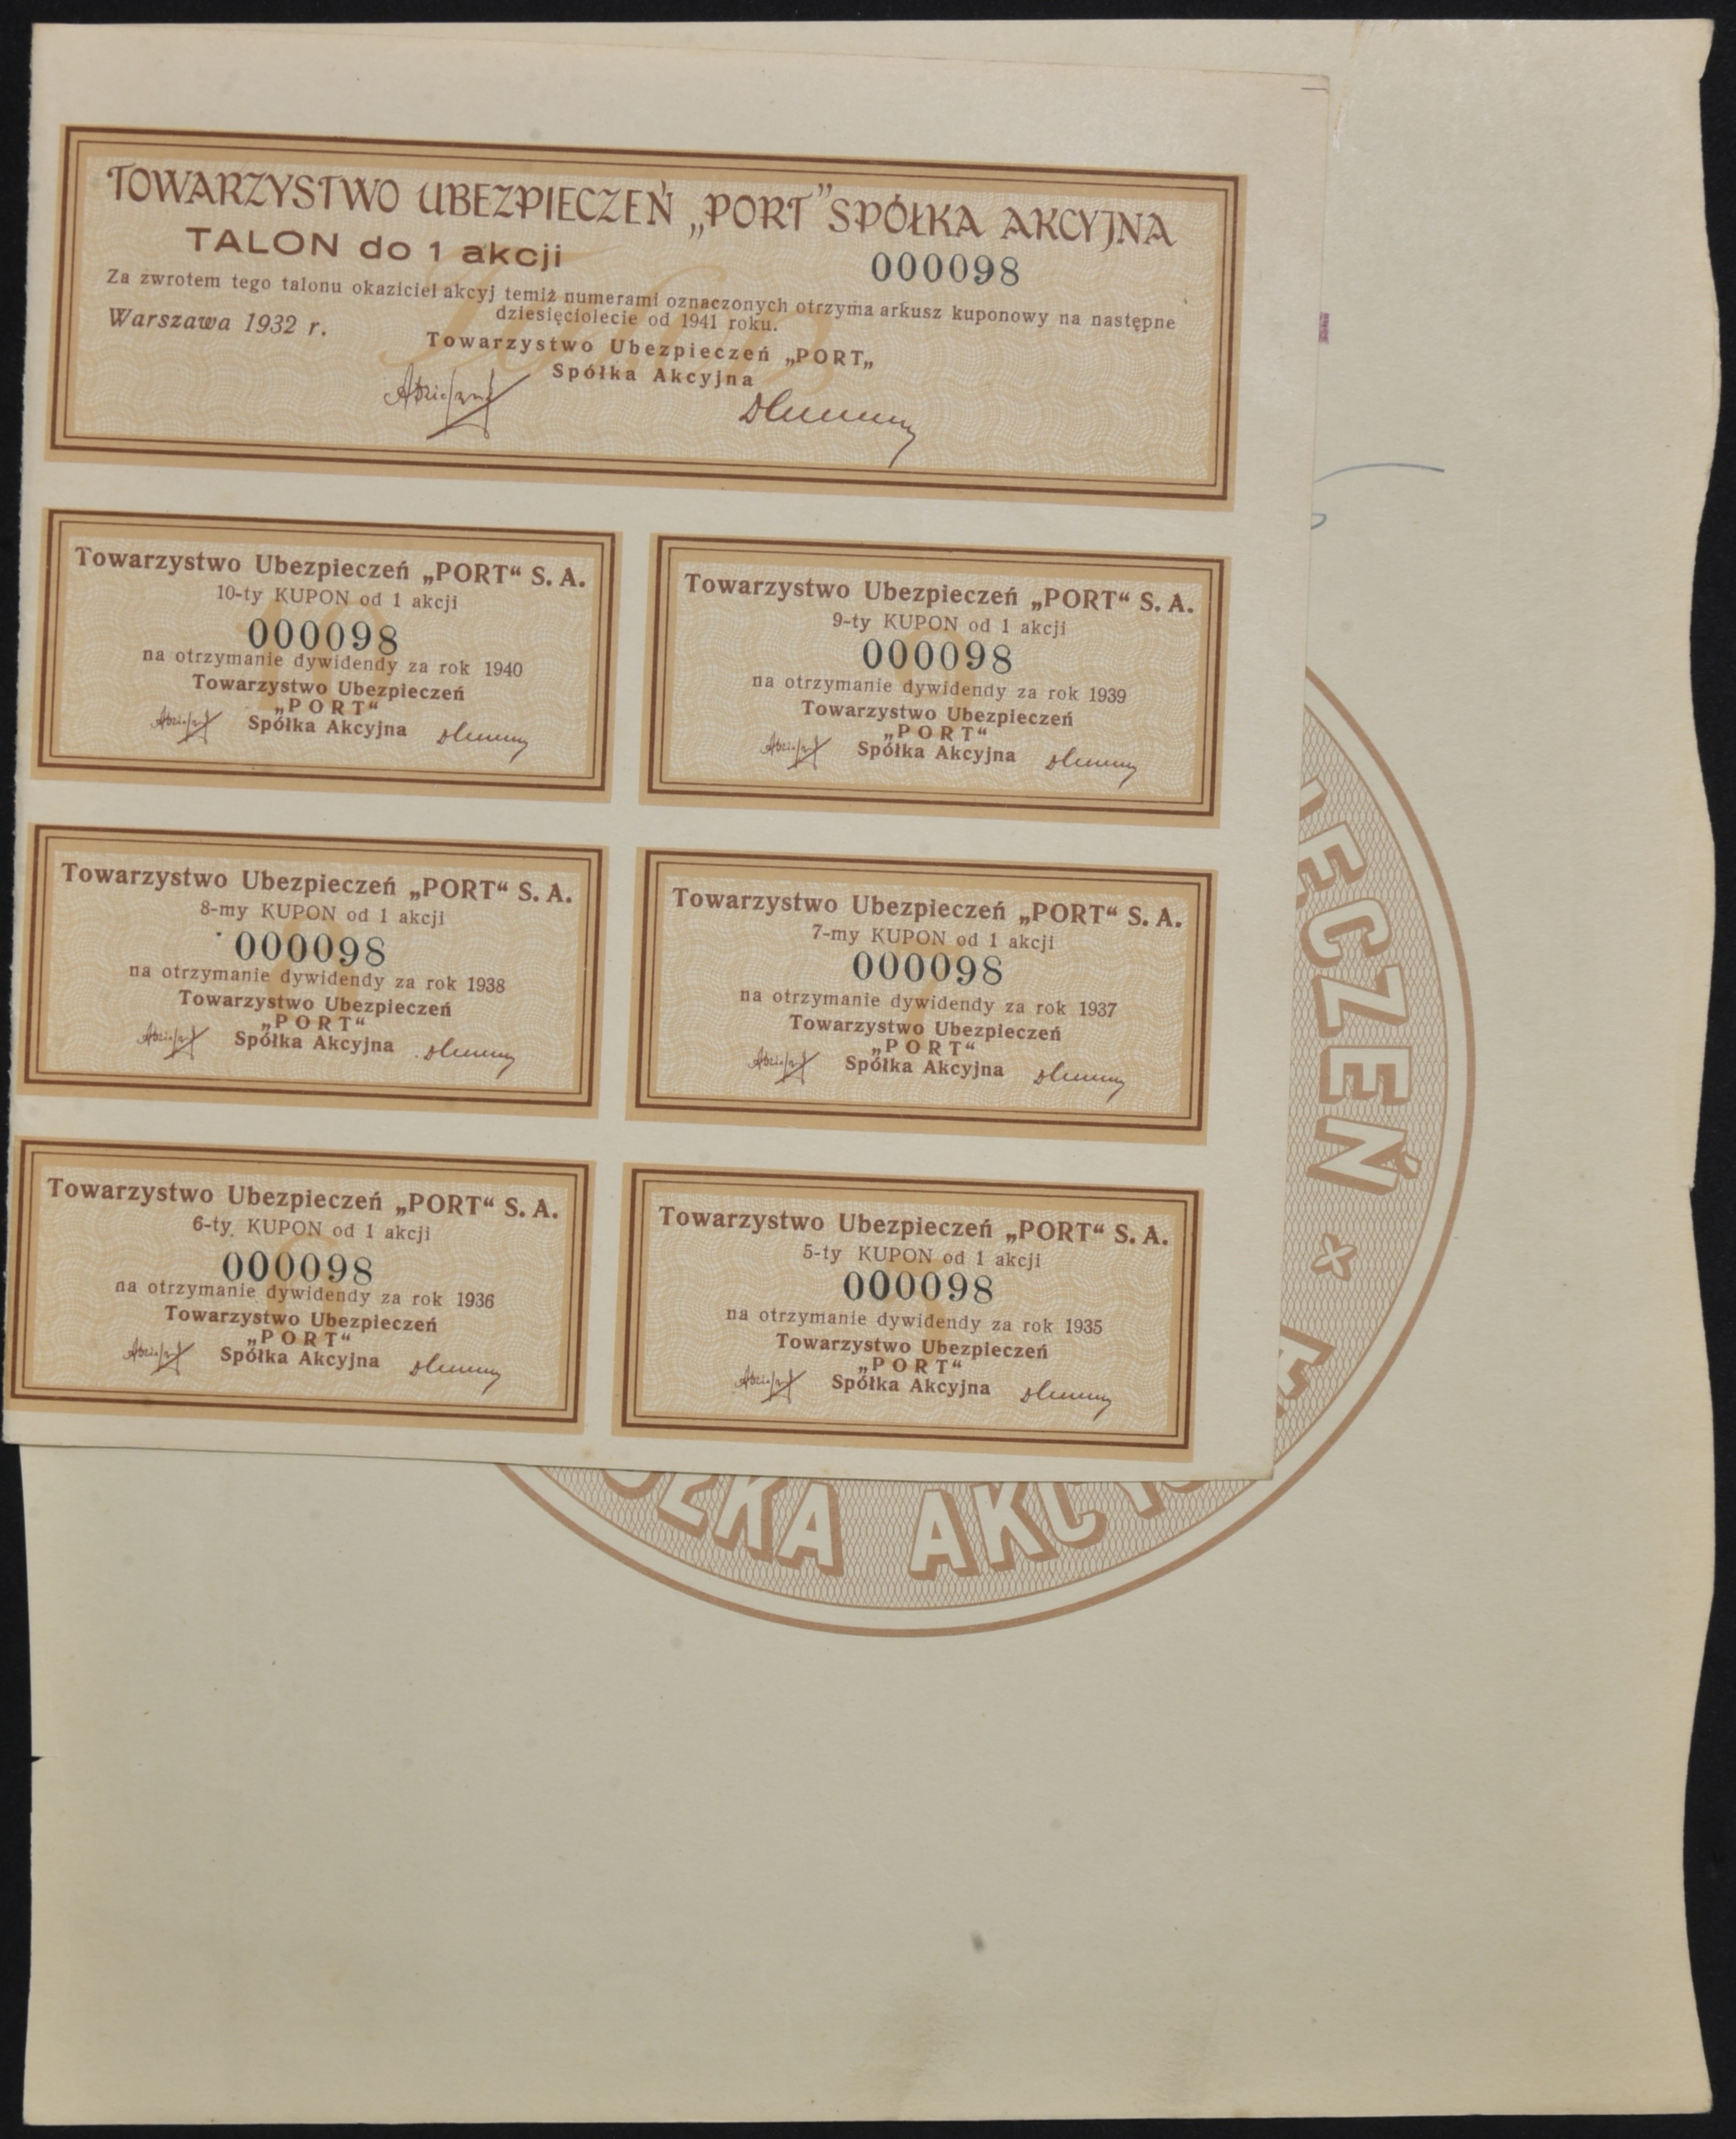 TOWARZYSTWO UBEZPIECZEŃ „PORT” SPÓŁKA AKCYJNA
TALON do 1 akcji
000098
Za zwrotem tego talonu okaziciel akcyj temiż numerami oznaczonych otrzyma arkusz kuponowy na następne
dziesięciolecie od 1941 roku.
Warszawa 1932 r.
Towarzystwo Ubezpieczeń „PORT„
Spółka Akcyjna
Towarzystwo Ubezpieczeń „PORT“ S. A.
10-ty KUPON od 1 akcji
000098
na otrzymanie dywidendy za rok 1940
Towarzystwo Ubezpieczeń
„PORT“
Spółka Akcyjna
Towarzystwo Ubezpieczeń „PORT“ S. A.
9-ty KUPON od 1 akcji
000098
na otrzymanie dywidendy za rok 1939
Towarzystwo Ubezpieczeń
„PORT“
Spółka Akcyjna
Towarzystwo Ubezpieczeń „PORT“ S. A.
8-my KUPON od 1 akcji
000098
na otrzymanie dywidendy za rok 1938
Towarzystwo Ubezpieczeń
„PORT“
Spółka Akcyjna
Towarzystwo Ubezpieczeń „PORT“ S. A.
7-my KUPON od 1 akcji
000098
na otrzymanie dywidendy za rok 1937
Towarzystwo Ubezpieczeń
„PORT“
Spółka Akcyjna
Towarzystwo Ubezpieczeń „PORT“ S. A.
6-ty KUPON od 1 akcji
000098
na otrzymanie dywidendy za rok 1936
Towarzystwo Ubezpieczeń
„PORT“
Spółka Akcyjna
Towarzystwo Ubezpieczeń „PORT“ S. A.
5-ty KUPON od 1 akcji
000098
na otrzymanie dywidendy za rok 1935
Towarzystwo Ubezpieczeń
„PORT“
Spółka Akcyjna
IECZEŃ
ÓŁKA AKCYJ